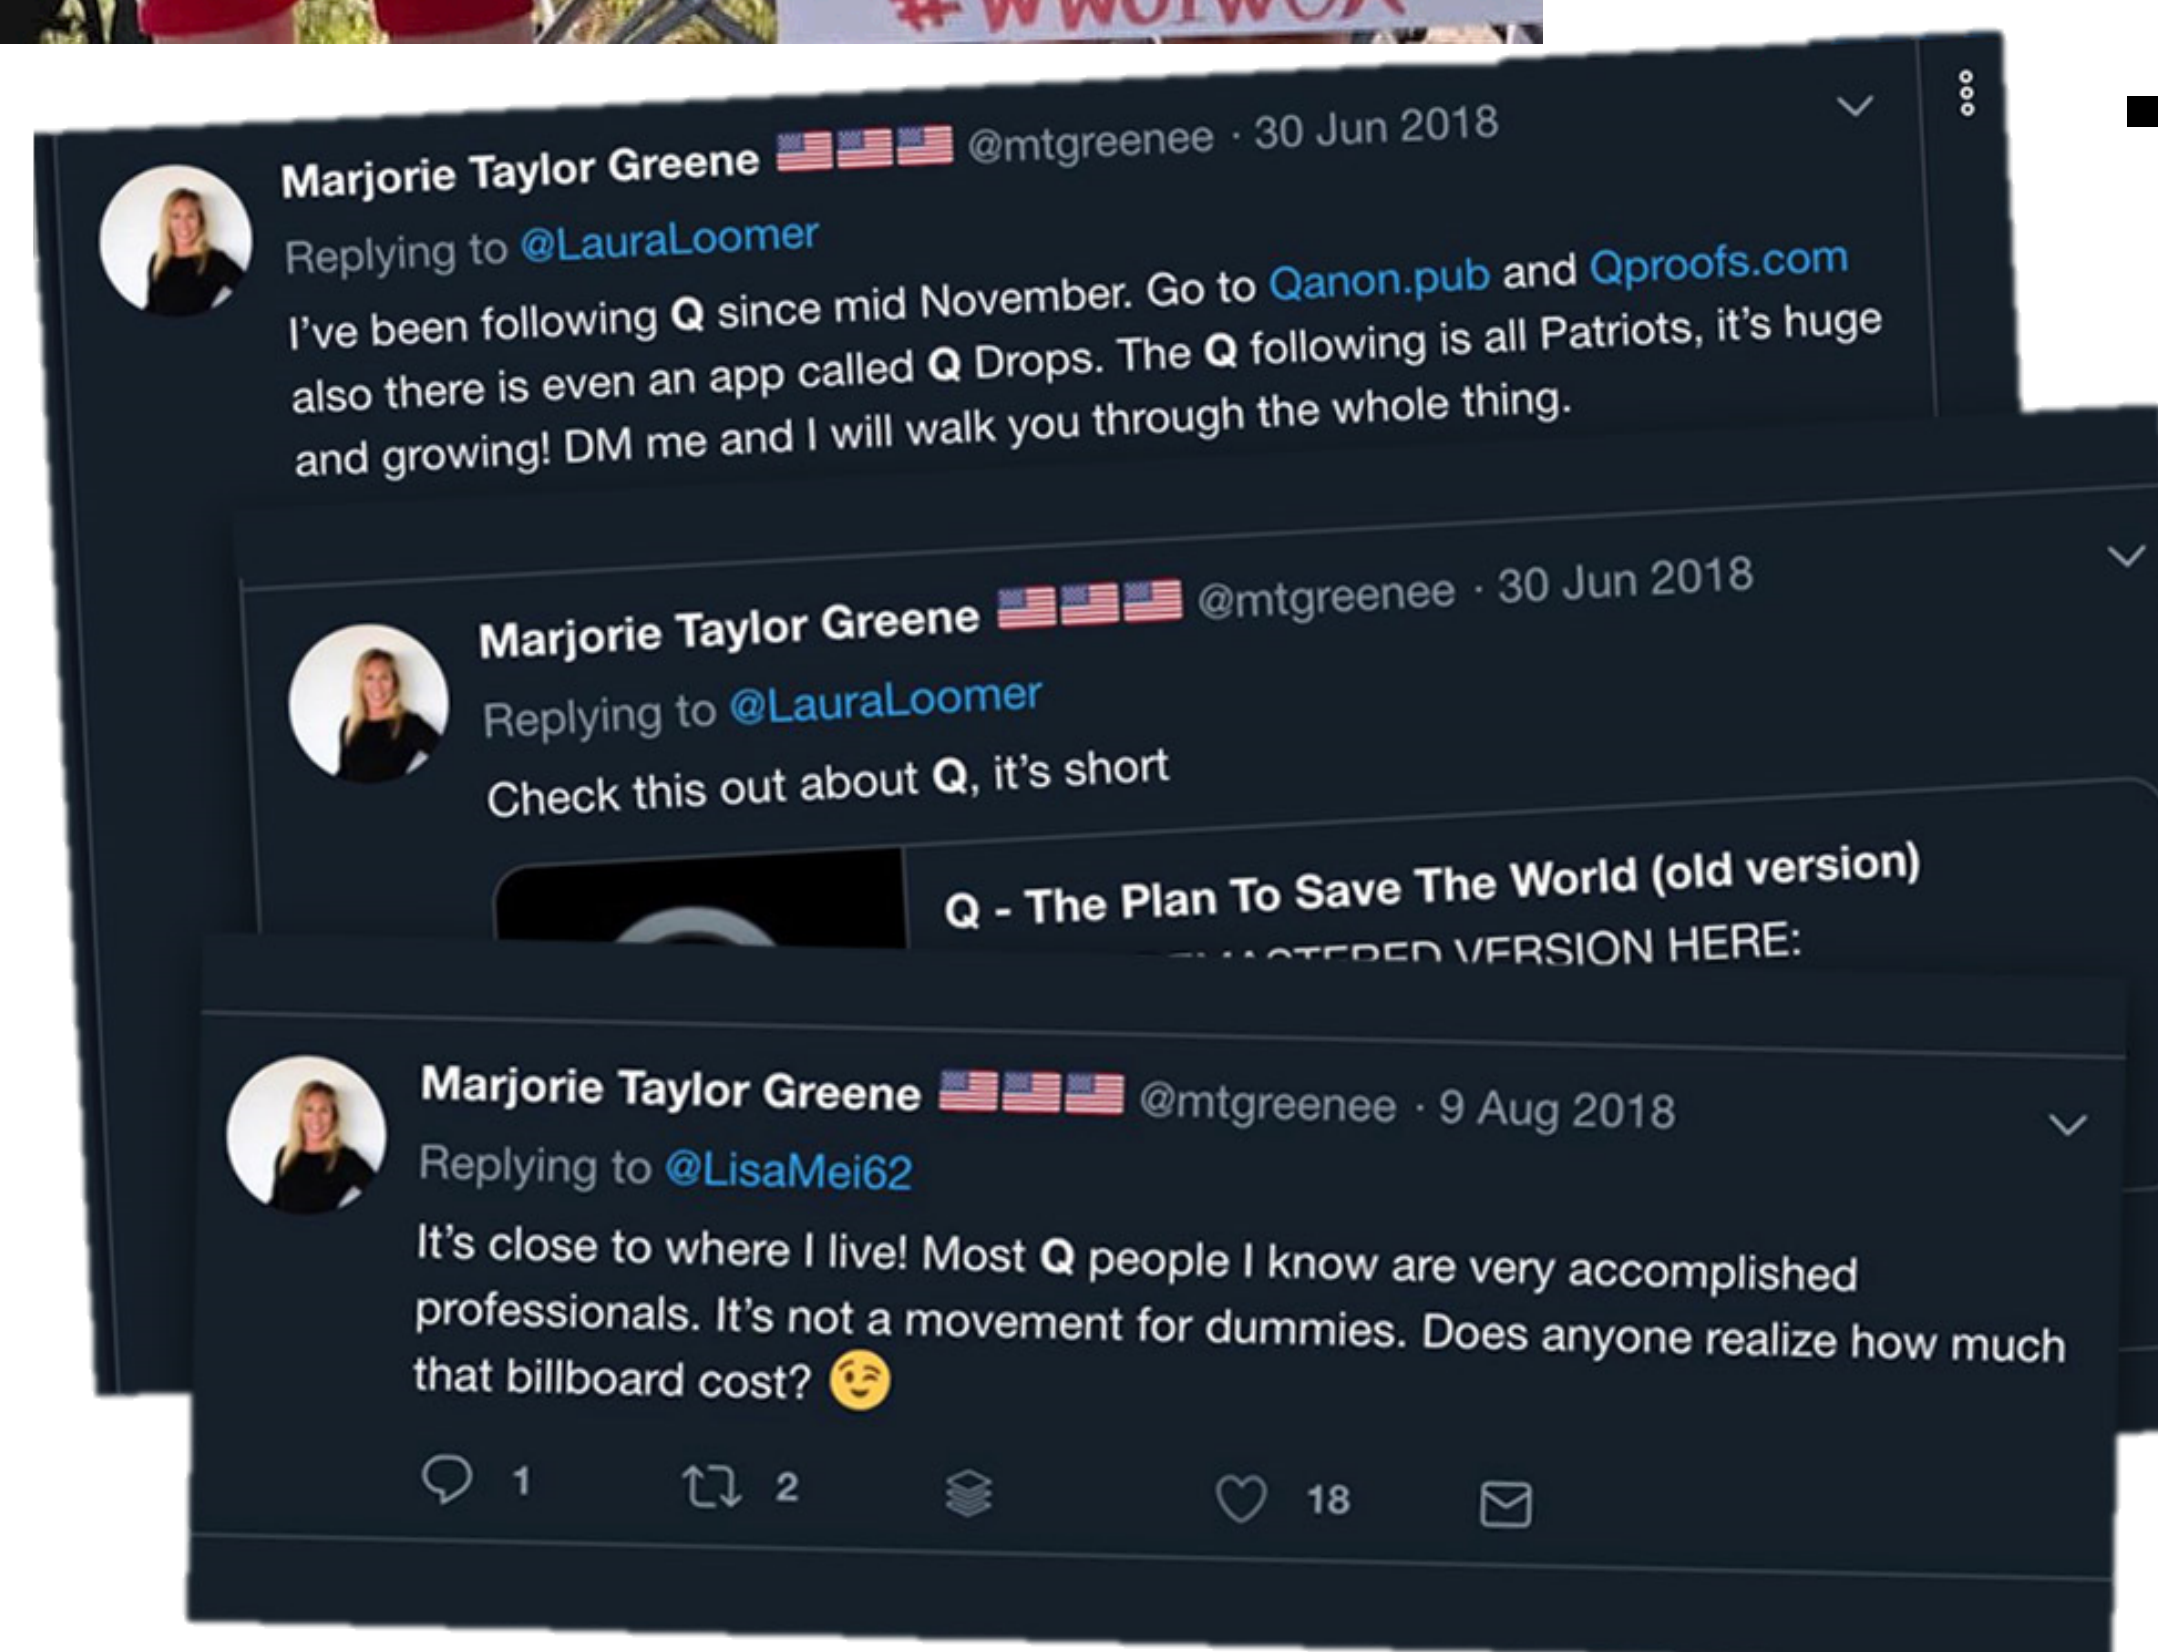 Marjorie Taylor Greene 🇺🇸🇺🇸🇺🇸 @mtgreenee · 30 Jun 2018
Replying to @LauraLoomer
I've been following Q since mid November. Go to Qanon.pub and Qproofs.com
also there is even an app called Q Drops. The Q following is all Patriots, it's huge
and growing! DM me and I will walk you through the whole thing.
Marjorie Taylor Greene 🇺🇸🇺🇸🇺🇸 @mtgreenee · 30 Jun 2018
Replying to @LauraLoomer
Check this out about Q, it's short
Q - The Plan To Save The World (old version)
VERSION HERE:
Marjorie Taylor Greene 🇺🇸🇺🇸🇺🇸 @mtgreenee · 9 Aug 2018
Replying to @LisaMei62
It's close to where I live! Most Q people I know are very accomplished
professionals. It's not a movement for dummies. Does anyone realize how much
that billboard cost? 😉
1 2 18